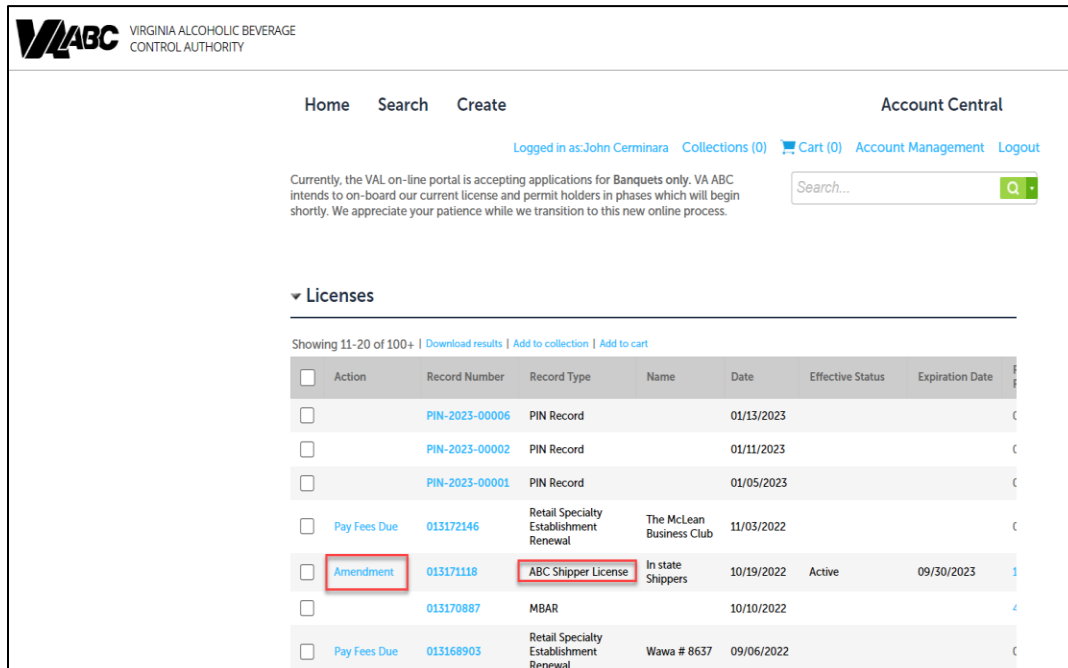 VAABC VIRGINIA ALCOHOLIC BEVERAGE
CONTROL AUTHORITY
Home Search Create Account Central
Logged in as:John Cerminara Collections (0) Cart (0) Account Management Logout
Currently, the VAL on-line portal is accepting applications for Banquets only. VA ABC
intends to on-board our current license and permit holders in phases which will begin
shortly. We appreciate your patience while we transition to this new online process.
Search...
Licenses
Showing 11-20 of 100+ | Download results | Add to collection | Add to cart
Action Record Number Record Type Name Date Effective Status Expiration Date
PIN-2023-00006 PIN Record 01/13/2023
PIN-2023-00002 PIN Record 01/11/2023
PIN-2023-00001 PIN Record 01/05/2023
Pay Fees Due 013172146 Retail Specialty Establishment Renewal The McLean Business Club 11/03/2022
Amendment 013171118 ABC Shipper License In state Shippers 10/19/2022 Active 09/30/2023 1
013170887 MBAR 10/10/2022
Pay Fees Due 013168903 Retail Specialty Establishment Renewal Wawa # 8637 09/06/2022